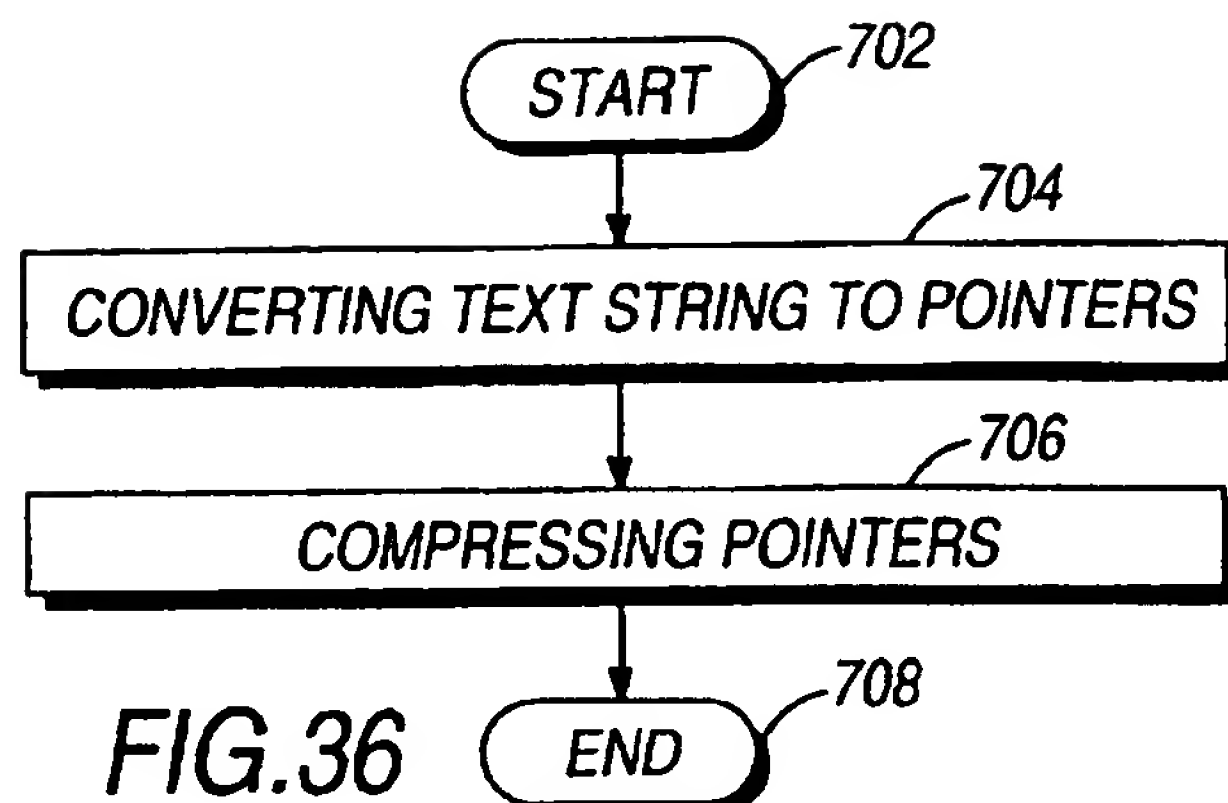 START
702
704
CONVERTING TEXT STRING TO POINTERS
706
COMPRESSING POINTERS
708
END
FIG.36